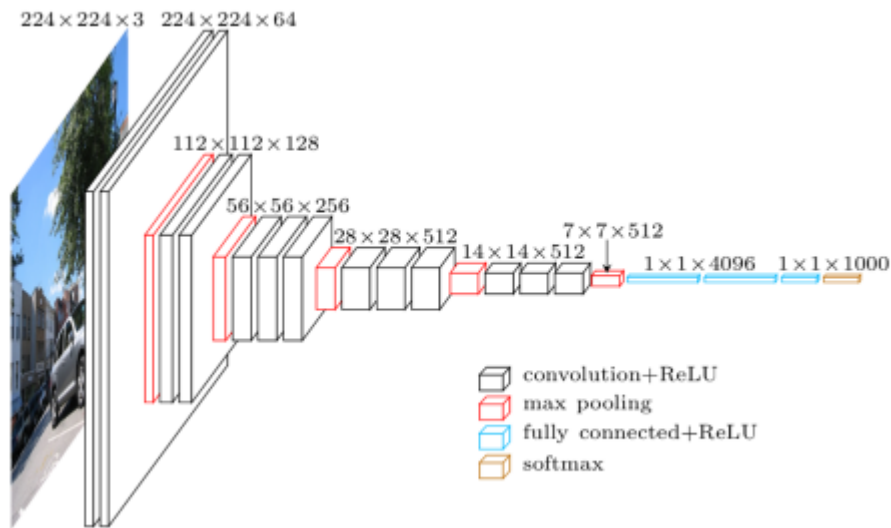 224×224×3
224×224×64
112×112×128
56×56×256
28×28×512
14×14×512
7×7×512
1×1×4096
1×1×1000
convolution+ReLU
max pooling
fully connected+ReLU
softmax